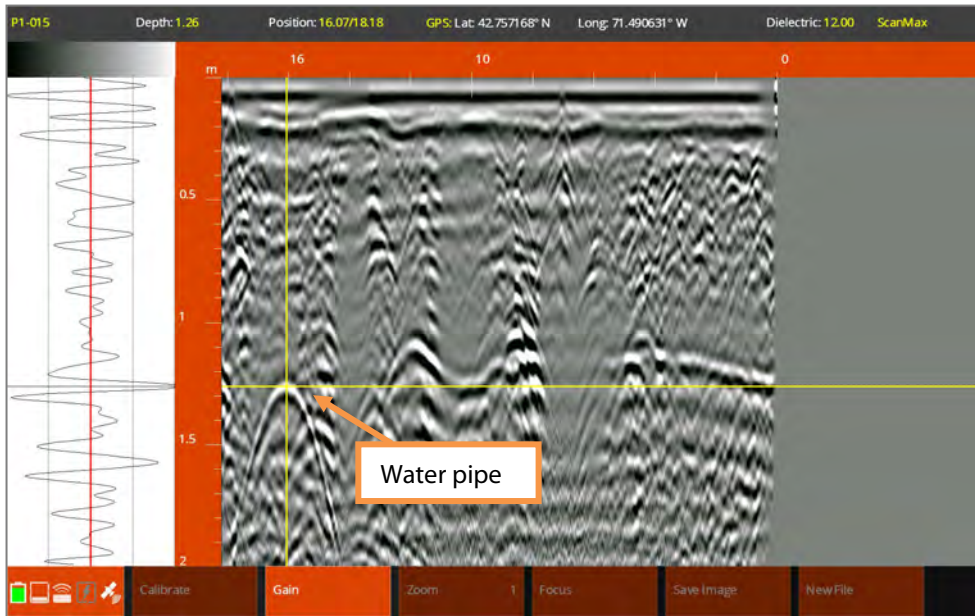 P1-015 Depth: 1.26 Position: 16.07/18.18 GPS: Lat: 42.757168° N Long: 71.490631° W Dielectric: 12.00 ScanMax
m 16 10 0
0.5
1
1.5
Water pipe
2
Calibrate Gain Zoom 1 Focus Save Image New File